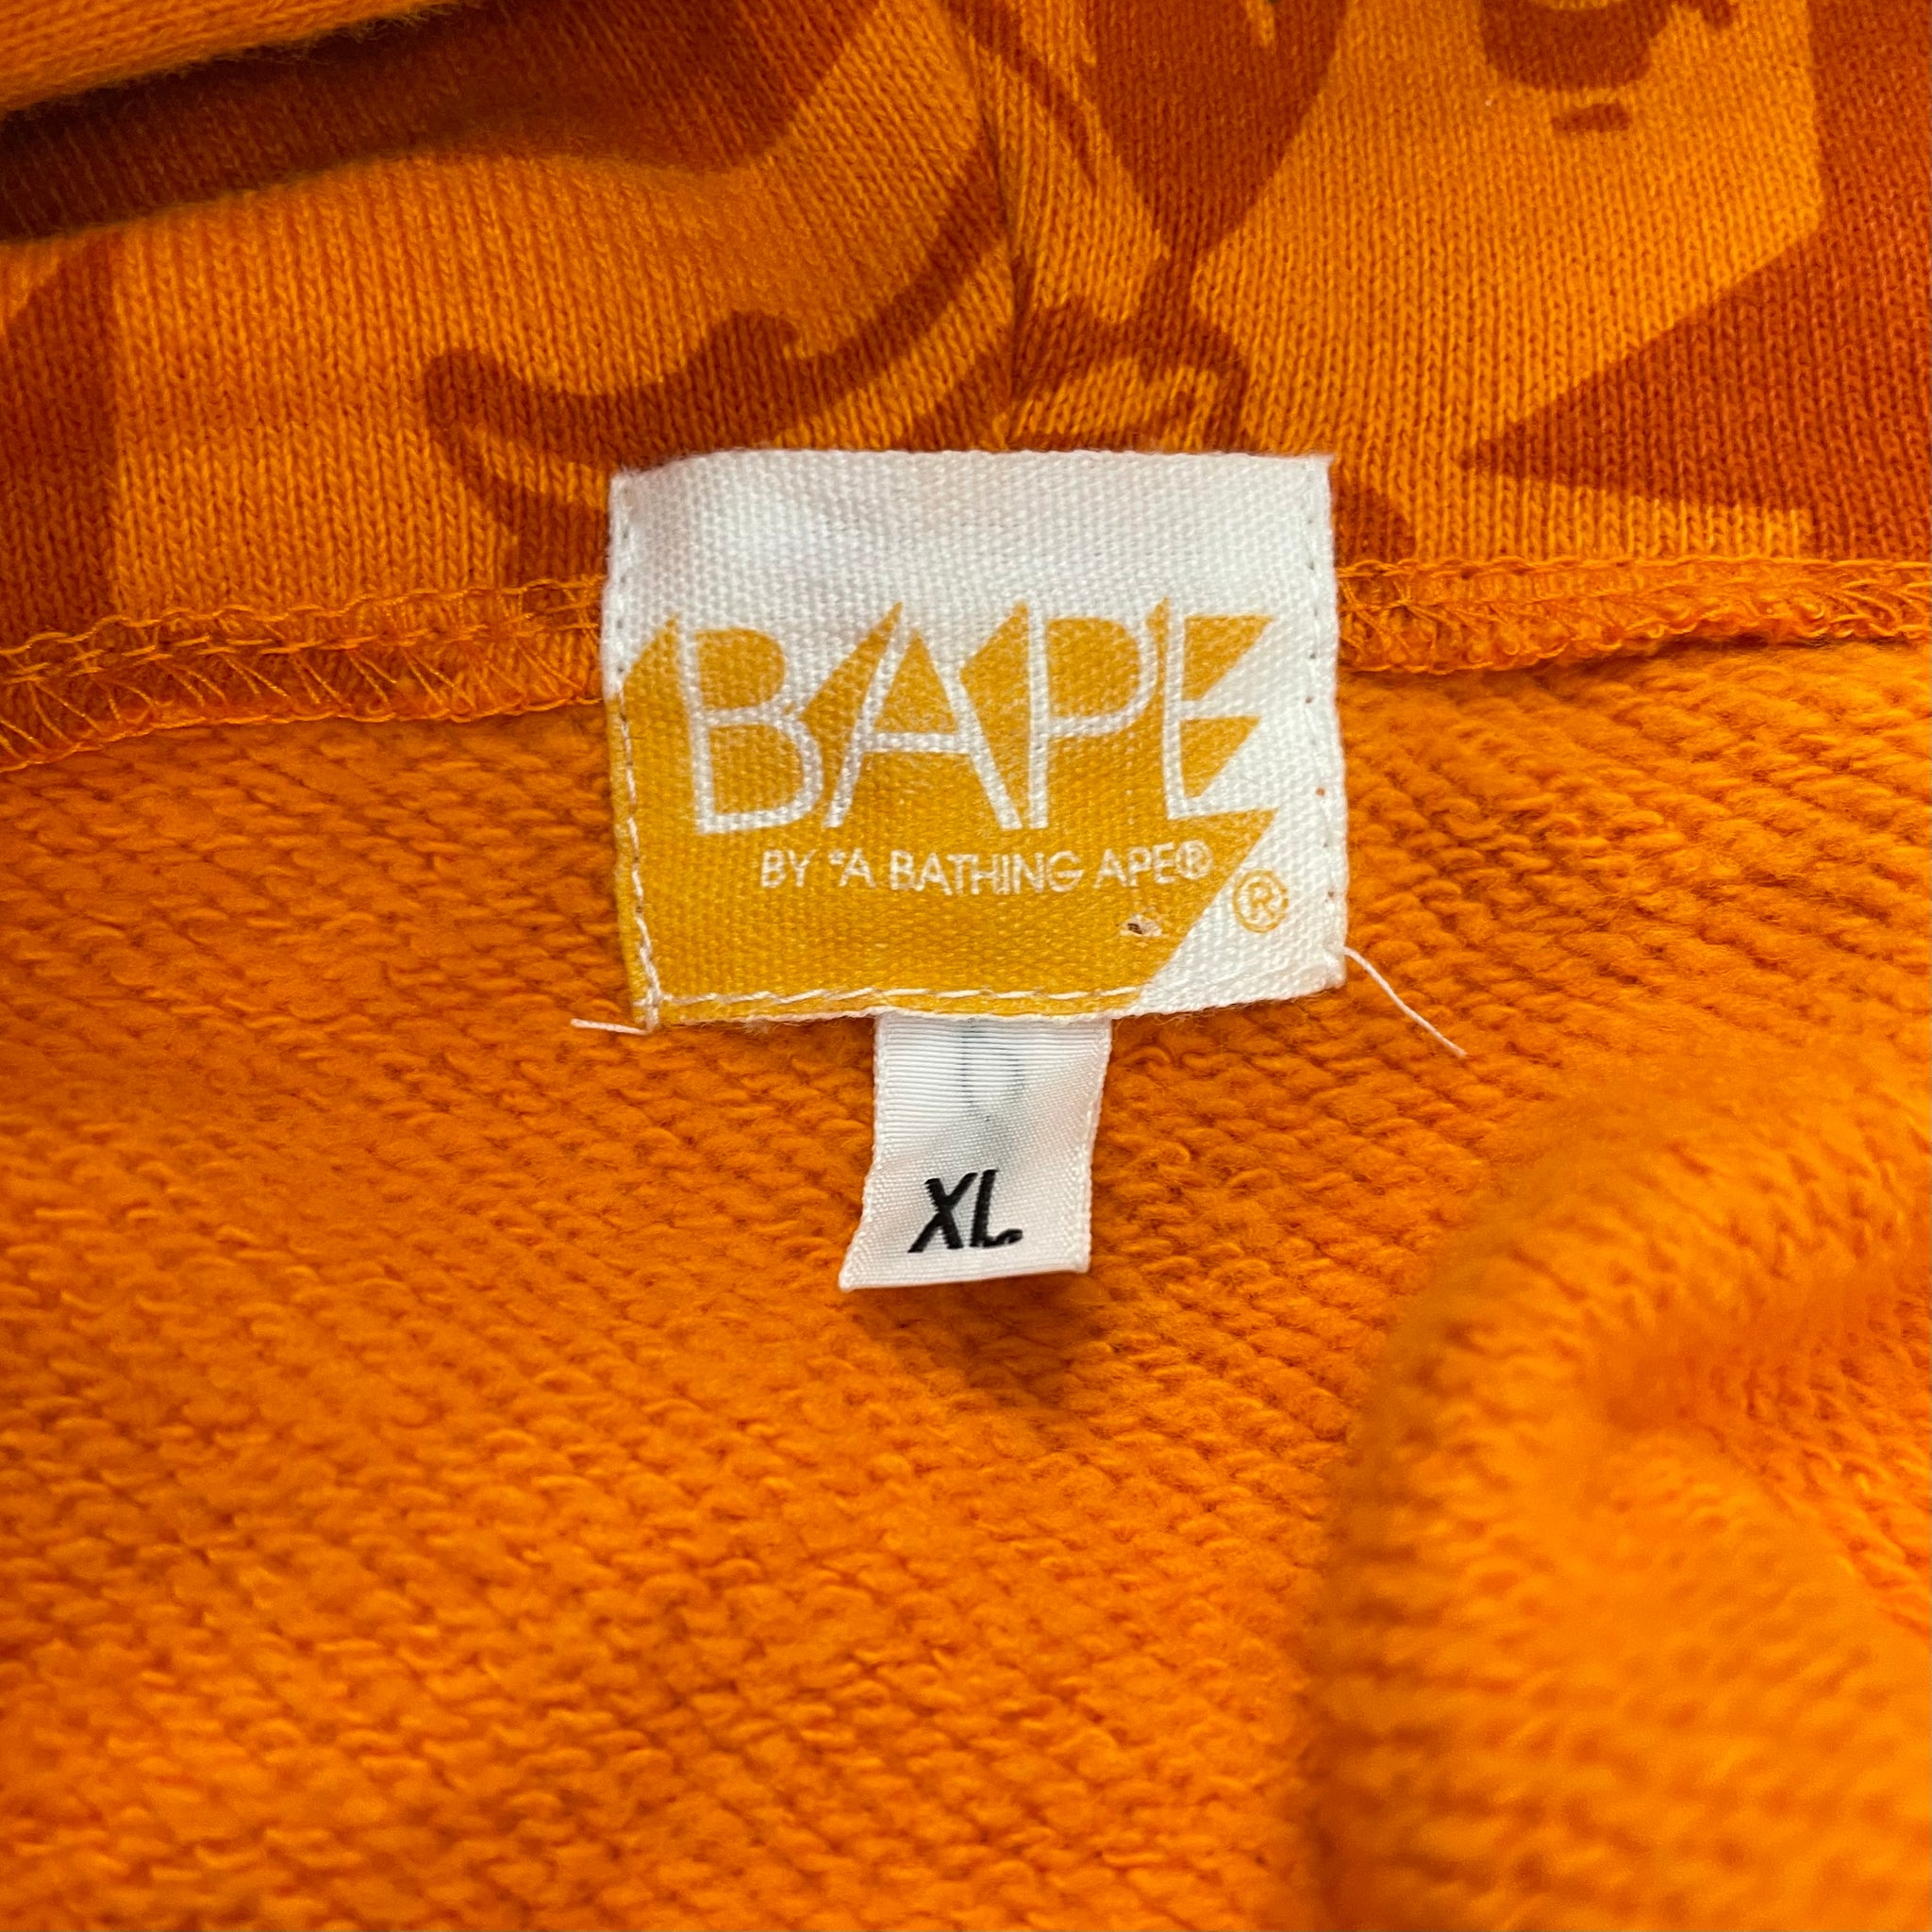 BAPE
BY *A BATHING APE®
®
XL